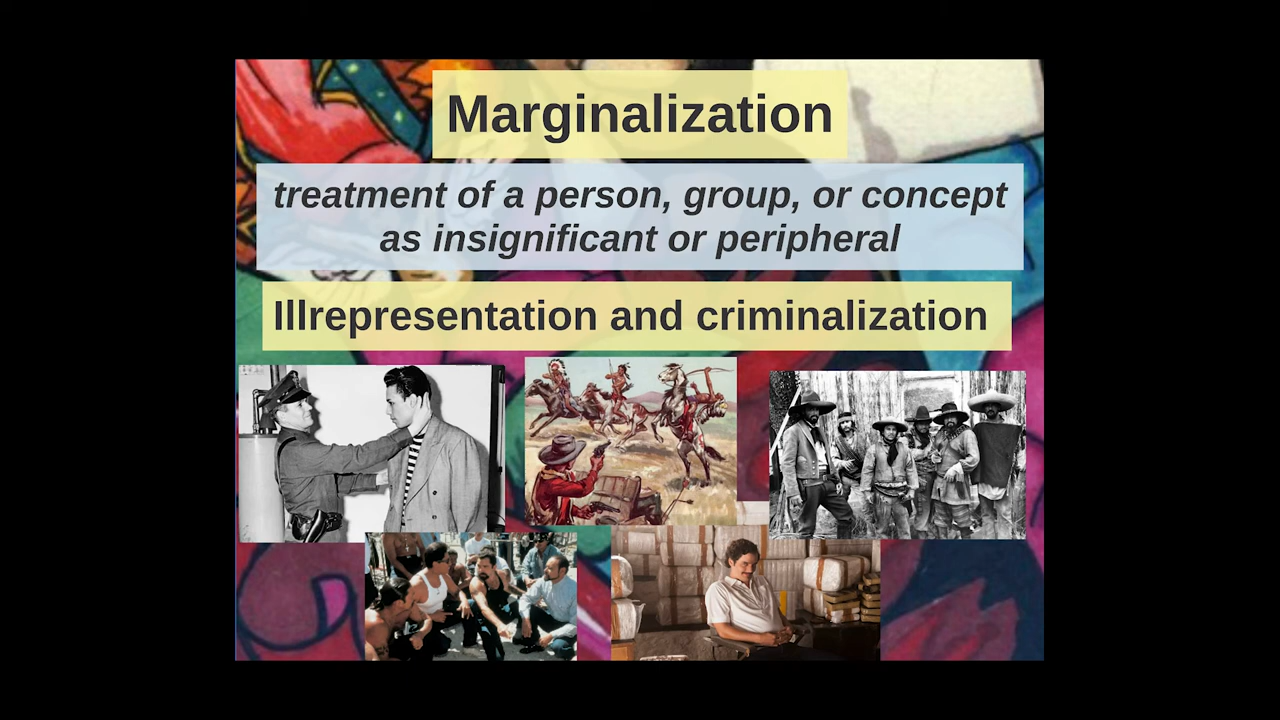 Marginalization
treatment of a person, group, or concept
as insignificant or peripheral
Illrepresentation and criminalization